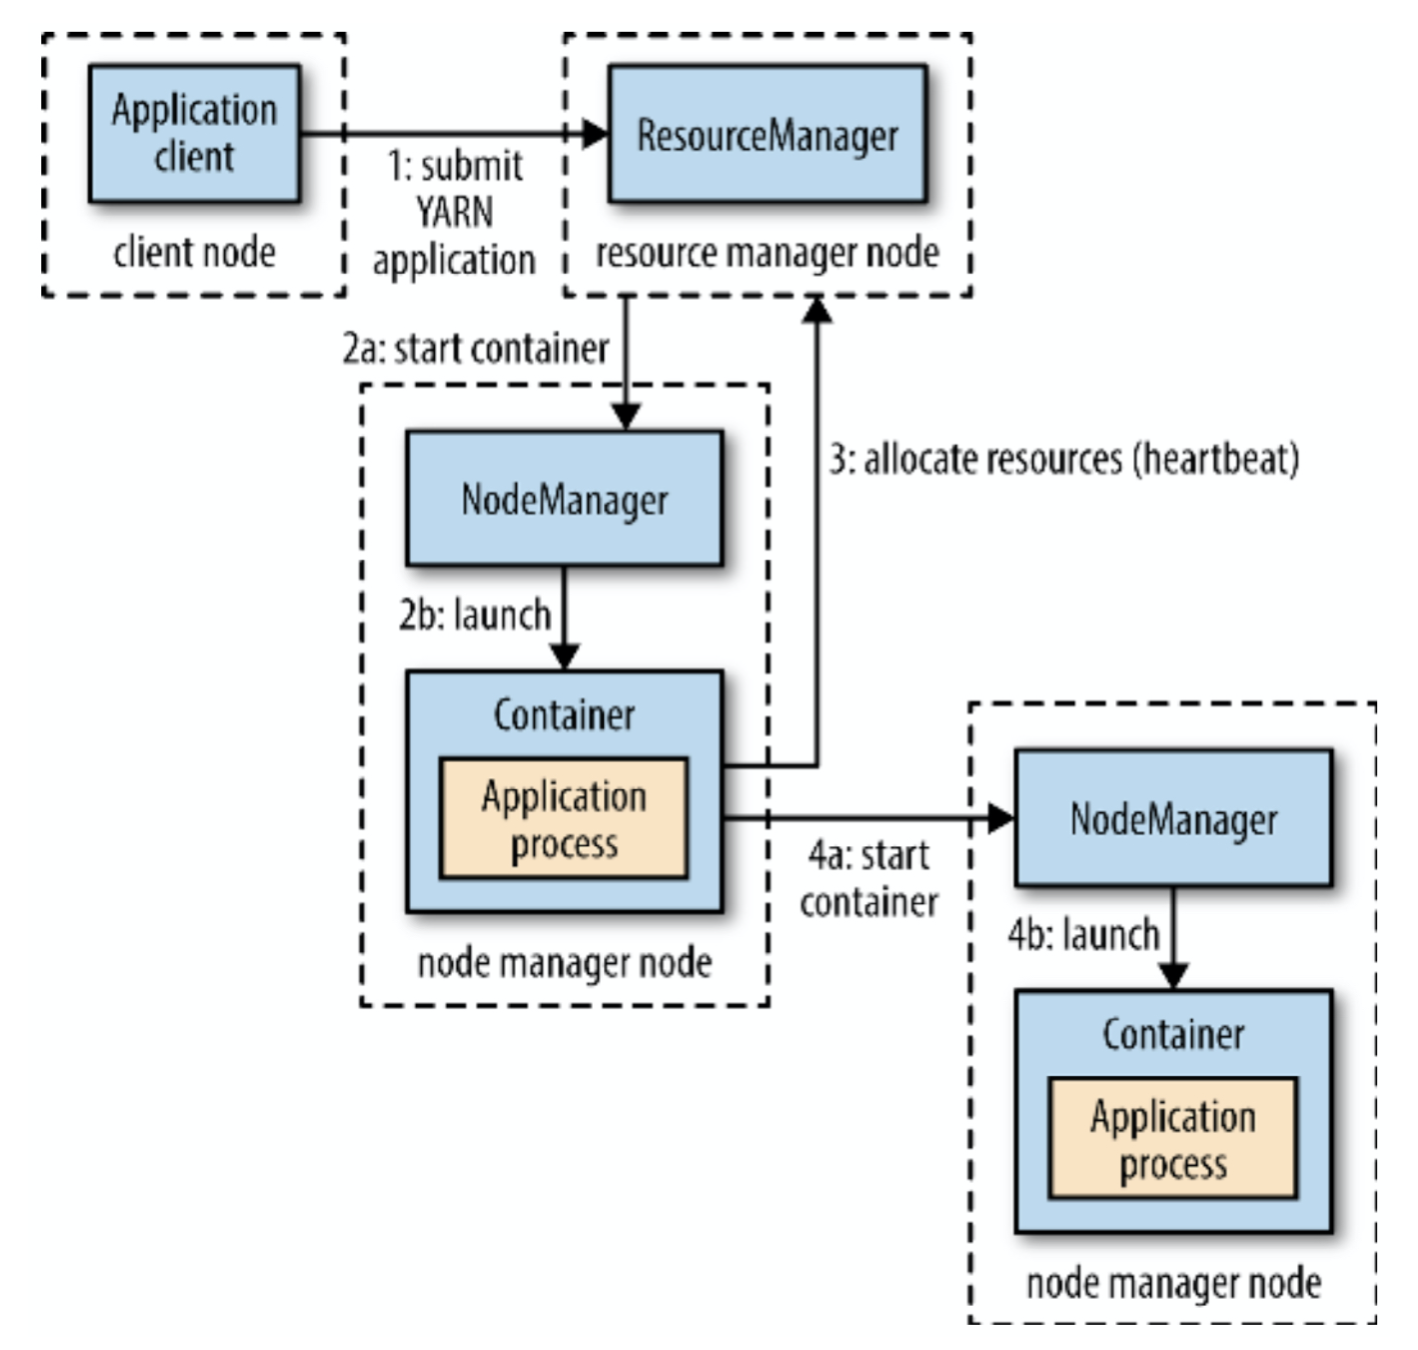 Application
client
client node
1: submit
YARN
application
ResourceManager
resource manager node
2a: start container
NodeManager
2b: launch
Container
Application
process
node manager node
3: allocate resources (heartbeat)
4a: start
container
NodeManager
4b: launch
Container
Application
process
node manager node